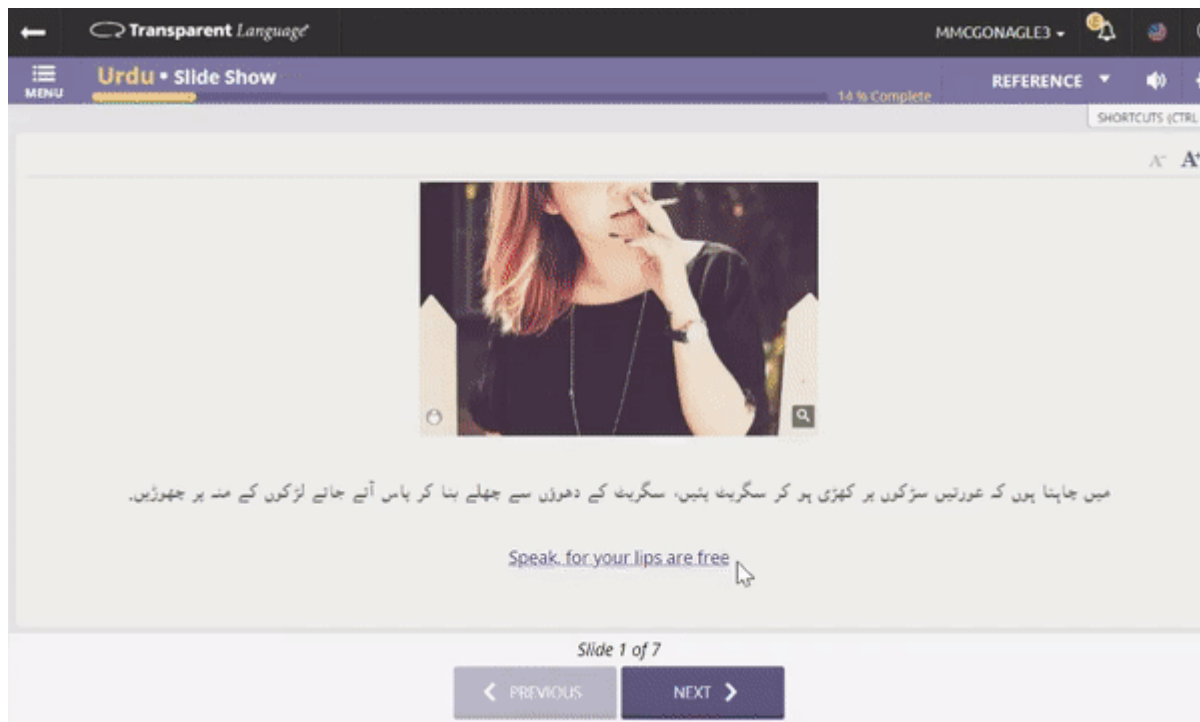 Transparent Language
MMCGONAGLE3
MENU
Urdu • Slide Show
14 % Complete
REFERENCE
SHORTCUTS (CTRL
A- A+
میں چاہتا ہوں کہ عورتیں سڑکوں پر کھڑی ہو کر سگریٹ پئیں، سگریٹ کے دھوؤں سے چھلے بنا کر پاس آتے جاتے لڑکوں کے منہ پر چھوڑیں.
Speak, for your lips are free
Slide 1 of 7
PREVIOUS
NEXT